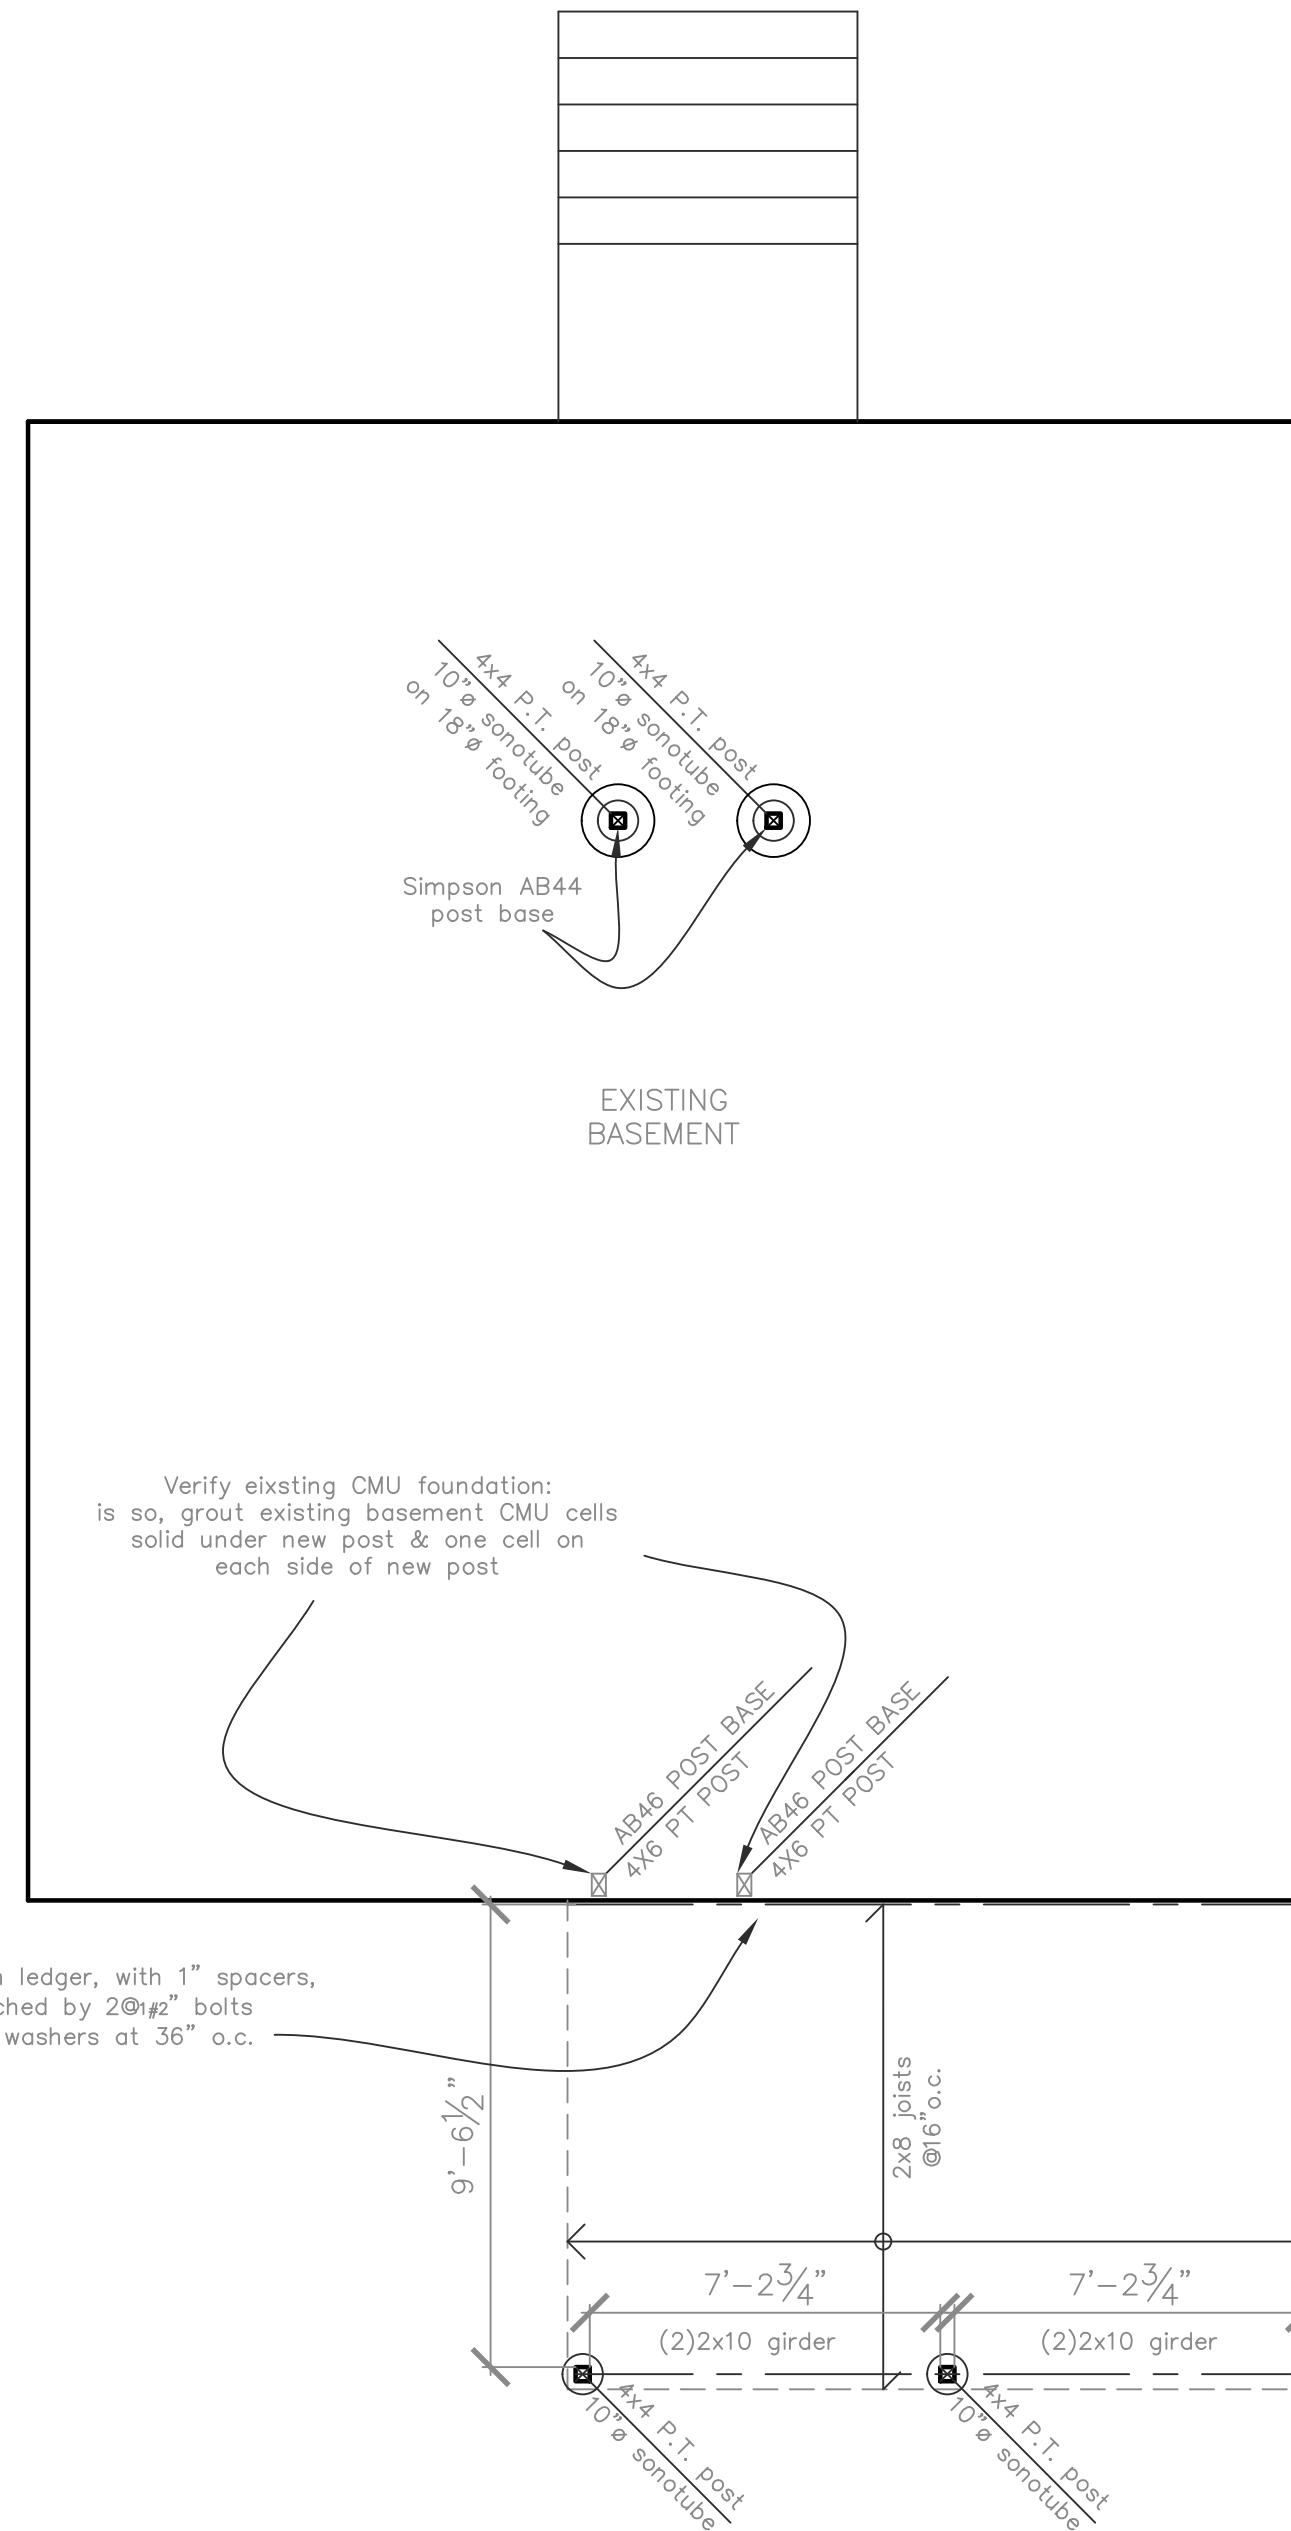 4x4 P.T. post
10"ø sonotube
on 18"ø footing
4x4 P.T. post
10"ø sonotube
on 18"ø footing
Simpson AB44
post base
EXISTING
BASEMENT
Verify eixsting CMU foundation:
is so, grout existing basement CMU cells
solid under new post & one cell on
each side of new post
AB46 POST BASE
4X6 PT POST
AB46 POST BASE
4X6 PT POST
ledger, with 1" spacers,
by 2@1#2" bolts
washers at 36" o.c.
9'-6½"
2x8 joists
@16"o.c.
7'-2¾"
7'-2¾"
(2)2x10 girder
(2)2x10 girder
4x4 P.T. post
10"ø sonotube
4x4 P.T. post
10"ø sonotube